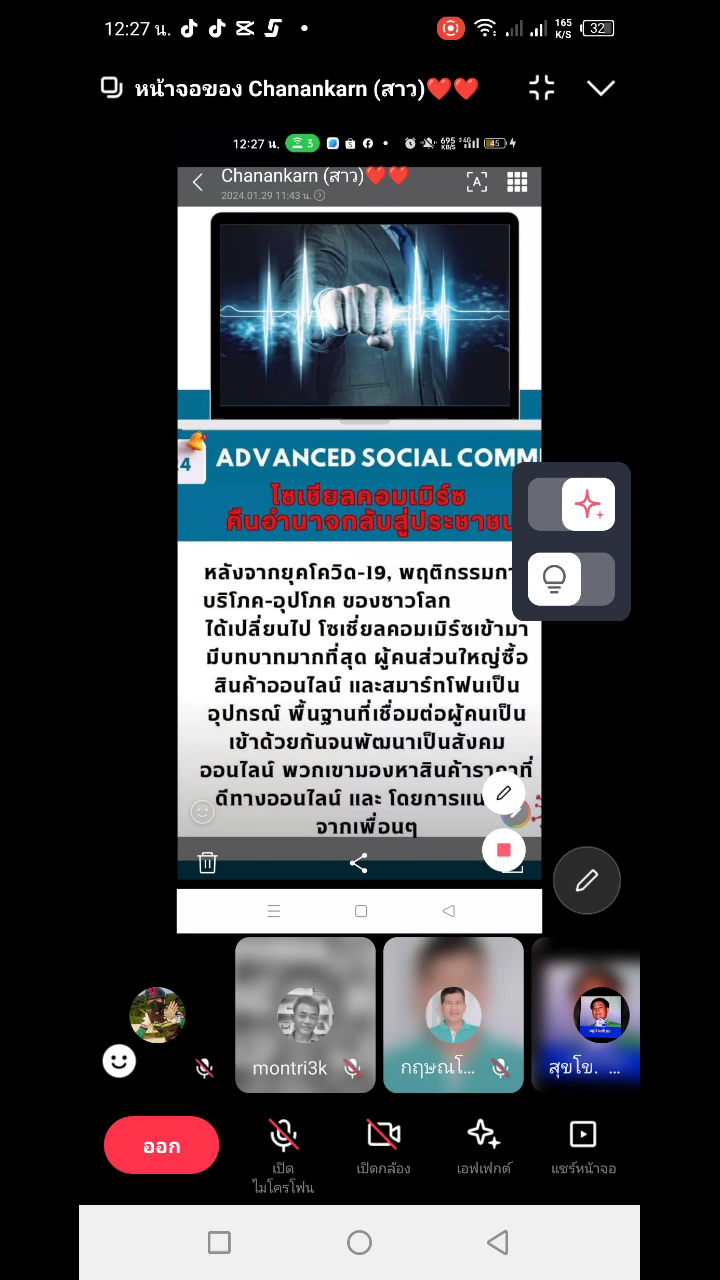 12:27 น.
165
K/S
32
หน้าจอของ Chanankarn (สาว)❤️❤️
12:27 น.
3
695
KB/S
4G
45
Chanankarn (สาว)❤️❤️
2024.01.29 11:43 น.
A
4
ADVANCED SOCIAL COMM
โซเชียลคอมเมิร์ซ
คืนอำนาจกลับสู่ประชาชน
หลังจากยุคโควิด-19, พฤติกรรมก
บริโภค-อุปโภค ของชาวโลก
ได้เปลี่ยนไป โซเชี่ยลคอมเมิร์ซเข้ามา
มีบทบาทมากที่สุด ผู้คนส่วนใหญ่ซื้อ
สินค้าออนไลน์ และสมาร์ทโฟนเป็น
อุปกรณ์ พื้นฐานที่เชื่อมต่อผู้คนเป็น
เข้าด้วยกันจนพัฒนาเป็นสังคม
ออนไลน์ พวกเขามองหาสินค้าราคาที่
ดีทางออนไลน์ และ โดยการแน
จากเพื่อนๆ
montri3k
กฤษณโ...
สุขโข. ...
ออก
เปิด
ไมโครโฟน
เปิดกล้อง
เอฟเฟกต์
แชร์หน้าจอ